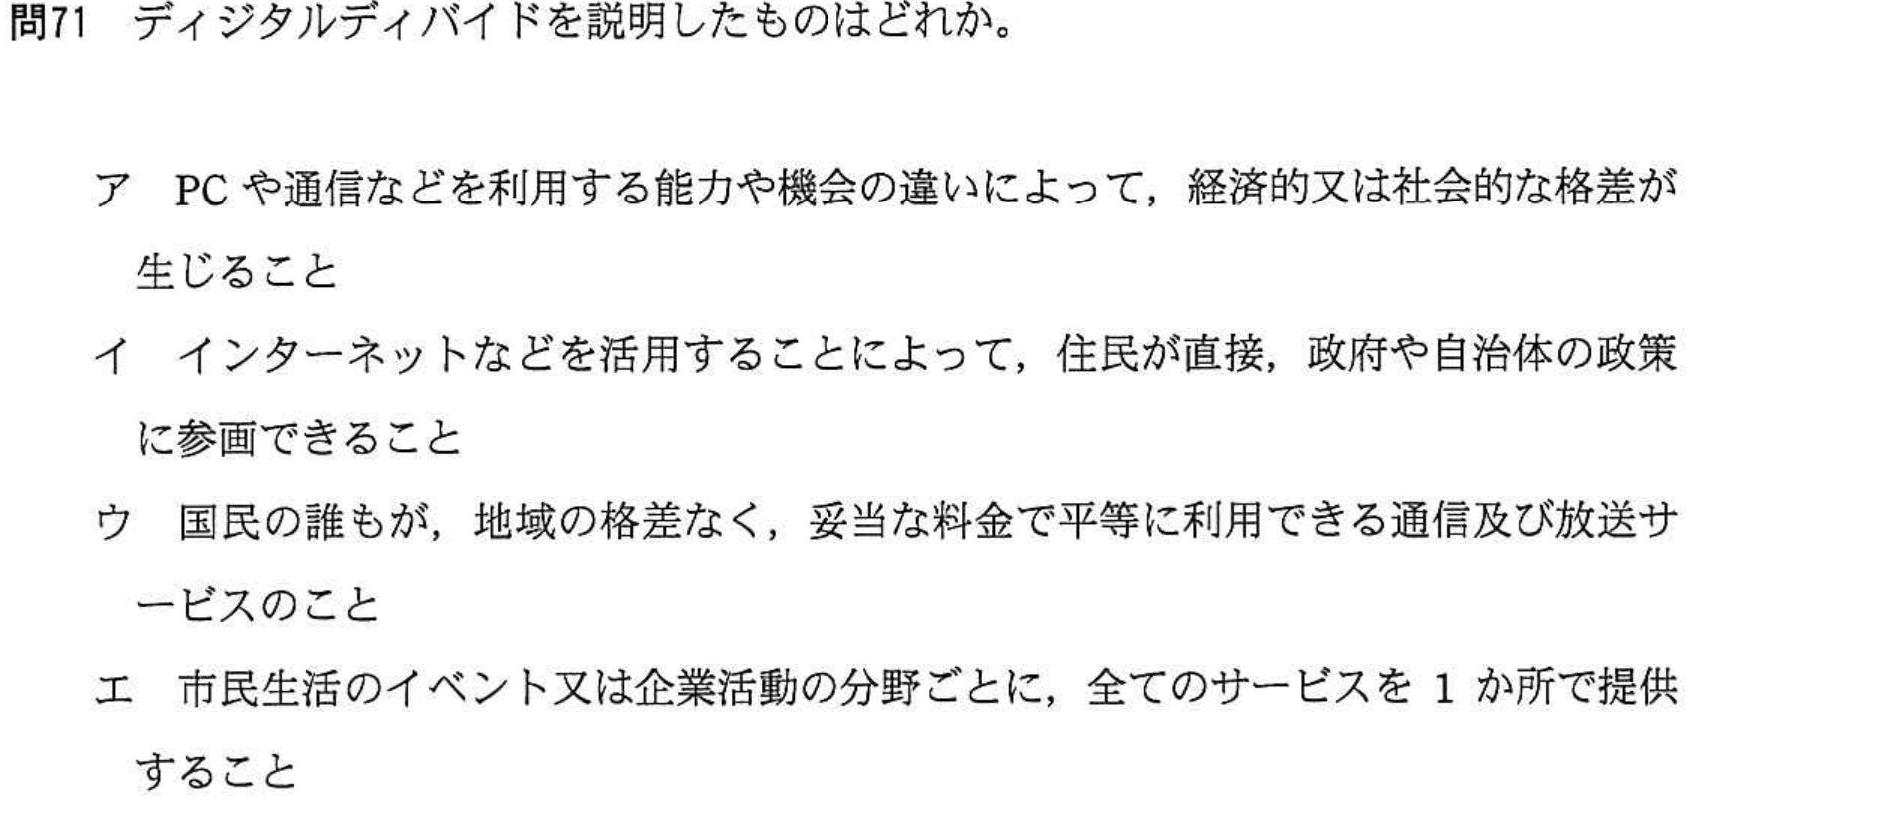 問71　ディジタルディバイドを説明したものはどれか。
ア　PC や通信などを利用する能力や機会の違いによって，経済的又は社会的な格差が
生じること
イ　インターネットなどを活用することによって，住民が直接，政府や自治体の政策
に参画できること
ウ　国民の誰もが，地域の格差なく，妥当な料金で平等に利用できる通信及び放送サ
ービスのこと
エ　市民生活のイベント又は企業活動の分野ごとに，全てのサービスを 1 か所で提供
すること